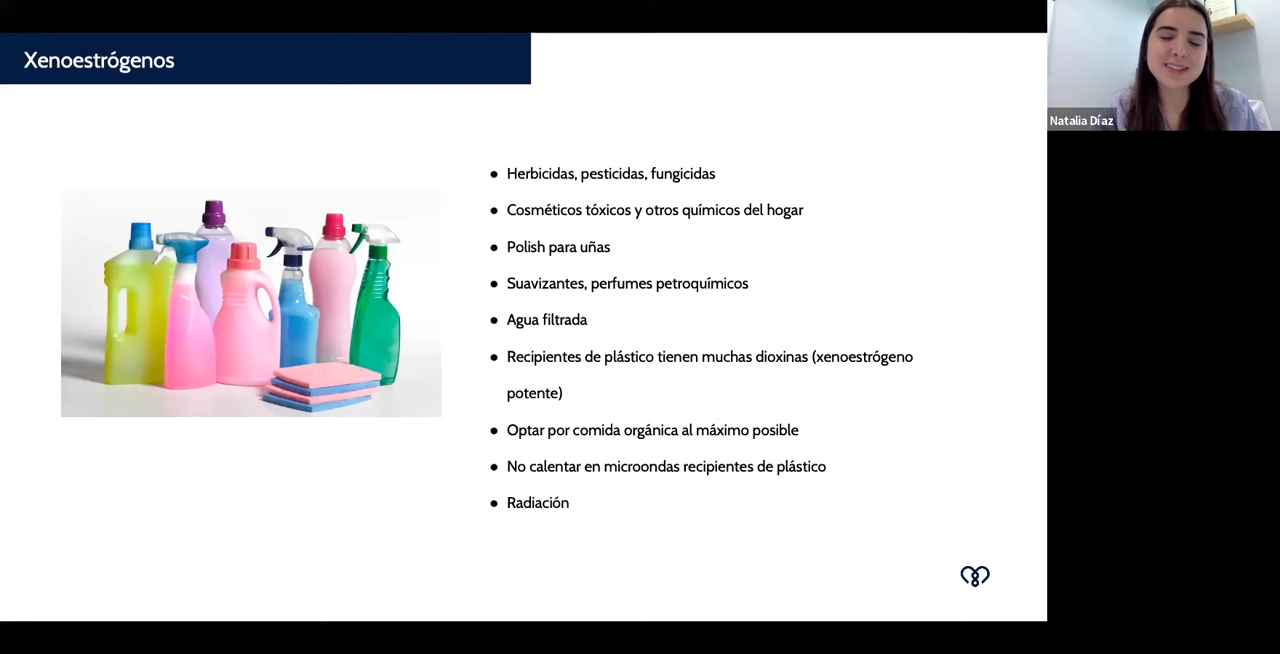 Xenoestrógenos
Natalia Díaz
● Herbicidas, pesticidas, fungicidas
● Cosméticos tóxicos y otros químicos del hogar
● Polish para uñas
● Suavizantes, perfumes petroquímicos
● Agua filtrada
● Recipientes de plástico tienen muchas dioxinas (xenoestrógeno
potente)
● Optar por comida orgánica al máximo posible
● No calentar en microondas recipientes de plástico
● Radiación